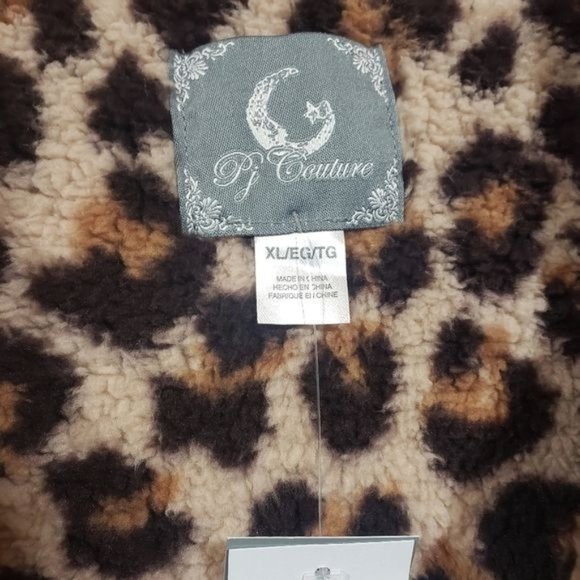 Pj Couture
XL/EG/TG
MADE IN CHINA
HECHO EN CHINA
FABRIQUÉ EN CHINE